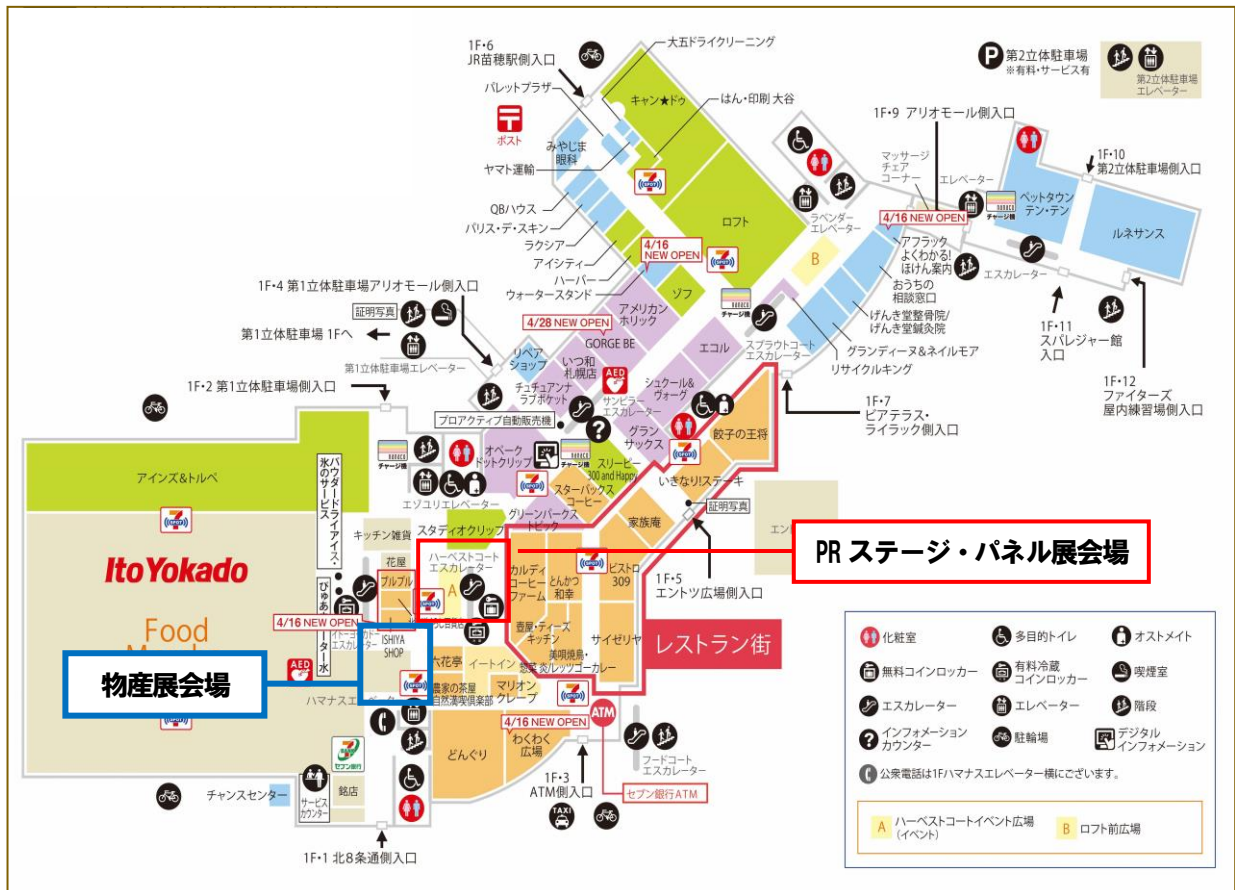 1F・6
JR苗穂駅側入口
大五ドライクリーニング
パレットプラザ
キャン★ドゥ
はん・印刷 大谷
P 第2立体駐車場
※有料・サービス有
第2立体駐車場
エレベーター
ポスト
みやじま
眼科
ヤマト運輸
1F・9 アリオモール側入口
マッサージ
チェア
コーナー
エレベーター
1F・10
第2立体駐車場側入口
QBハウス
パリス・デ・スキン
ラクシア
アイシティ
ハーバー
ウォータースタンド
4/16
NEW OPEN
ロフト
ラベンダー
エレベーター
4/16 NEW OPEN
nanaco
チャージ機
ペットタウン
テン・テン
ルネサンス
B
アフラック
よくわかる!
ほけん案内
おうちの
相談窓口
エスカレーター
げんき堂整骨院/
げんき堂鍼灸院
グランディーヌ&ネイルモア
リサイクルキング
1F・11
スパレジャー館
入口
1F・12
ファイターズ
屋内練習場側入口
1F・4 第1立体駐車場アリオモール側入口
証明写真
第1立体駐車場 1Fへ
第1立体駐車場エレベーター
1F・2 第1立体駐車場側入口
ゾフ
アメリカン
ホリック
4/28 NEW OPEN
GORGE BE
nanaco
チャージ機
エコル
スプラウトコート
エスカレーター
リペア
ショップ
いつ和
札幌店
チュチュアンナ
ラブポケット
AED
サンピラー
エスカレーター
シュクール&
ヴォーグ
1F・7
ビアテラス・
ライラック側入口
プロアクティブ自動販売機
グラン
サックス
餃子の王将
アインズ&トルペ
パウダードライアイス・
氷のサービス
nanaco
チャージ機
オペーク
ドットクリップ
チャージ機
スリーピー
300 and Happy
いきなり!ステーキ
エゾユリエレベーター
スターバックス
コーヒー
証明写真
グリーンパークス
トピック
家族庵
キッチン雑貨
スタディオクリップ
エン
PRステージ・パネル展会場
Ito Yokado
Food
花屋
ブルブル
ハーベストコート
エスカレーター
A
カルディ
コーヒー
ファーム
とんかつ
和幸
ビストロ
309
1F・5
エントツ広場側入口
4/16 NEW OPEN
エスカレーター
ISHIYA
SHOP
壺屋・ティーズ
キッチン
美唄焼鳥・
惣菜 炎/レッツゴーカレー
サイゼリヤ
レストラン街
AED
物産展会場
六花亭
イートイン
農家の茶屋
自然満喫倶楽部
マリオン
クレープ
4/16 NEW OPEN
わくわく
広場
どんぐり
ATM
フードコート
エスカレーター
1F・3
ATM側入口
TAXI
セブン銀行ATM
セブン銀行
チャンスセンター
サービス
カウンター
銘店
1F・1 北8条通側入口
化粧室
多目的トイレ
オストメイト
無料コインロッカー
有料冷蔵
コインロッカー
喫煙室
エスカレーター
エレベーター
階段
インフォメーション
カウンター
駐輪場
デジタル
インフォメーション
公衆電話は1Fハマナスエレベーター横にございます。
A ハーベストコートイベント広場
(イベント)
B ロフト前広場